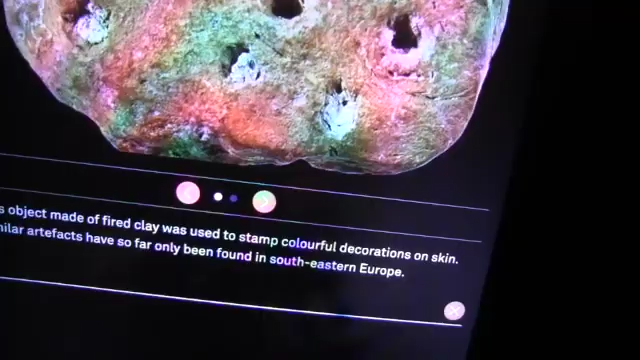 object made of fired clay was used to stamp colourful decorations on skin.
artefacts have so far only been found in south-eastern Europe.